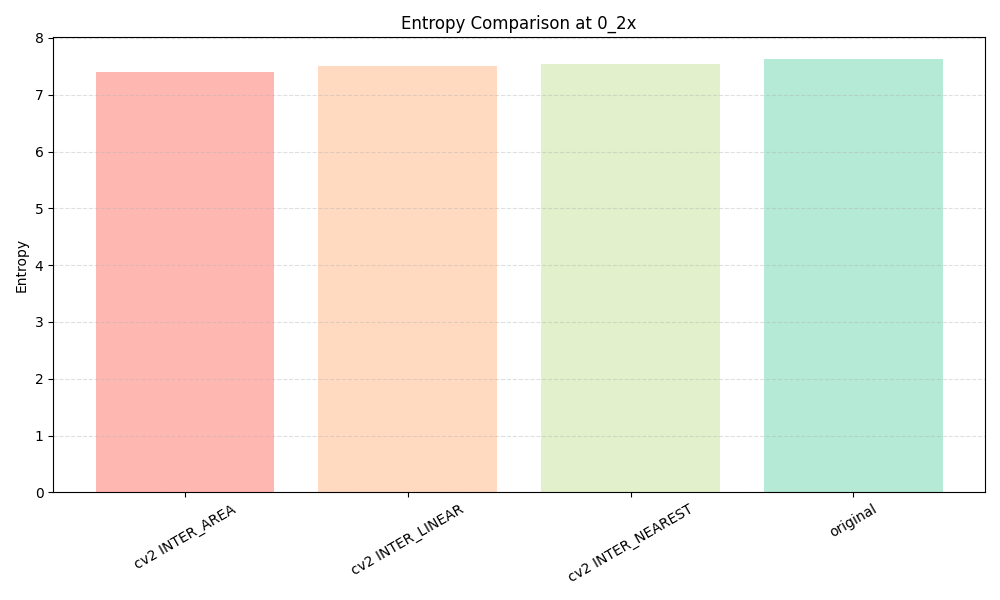 Entropy Comparison at 0_2x
Entropy
8
7
6
5
4
3
2
1
0
cv2 INTER_AREA
cv2 INTER_LINEAR
cv2 INTER_NEAREST
original